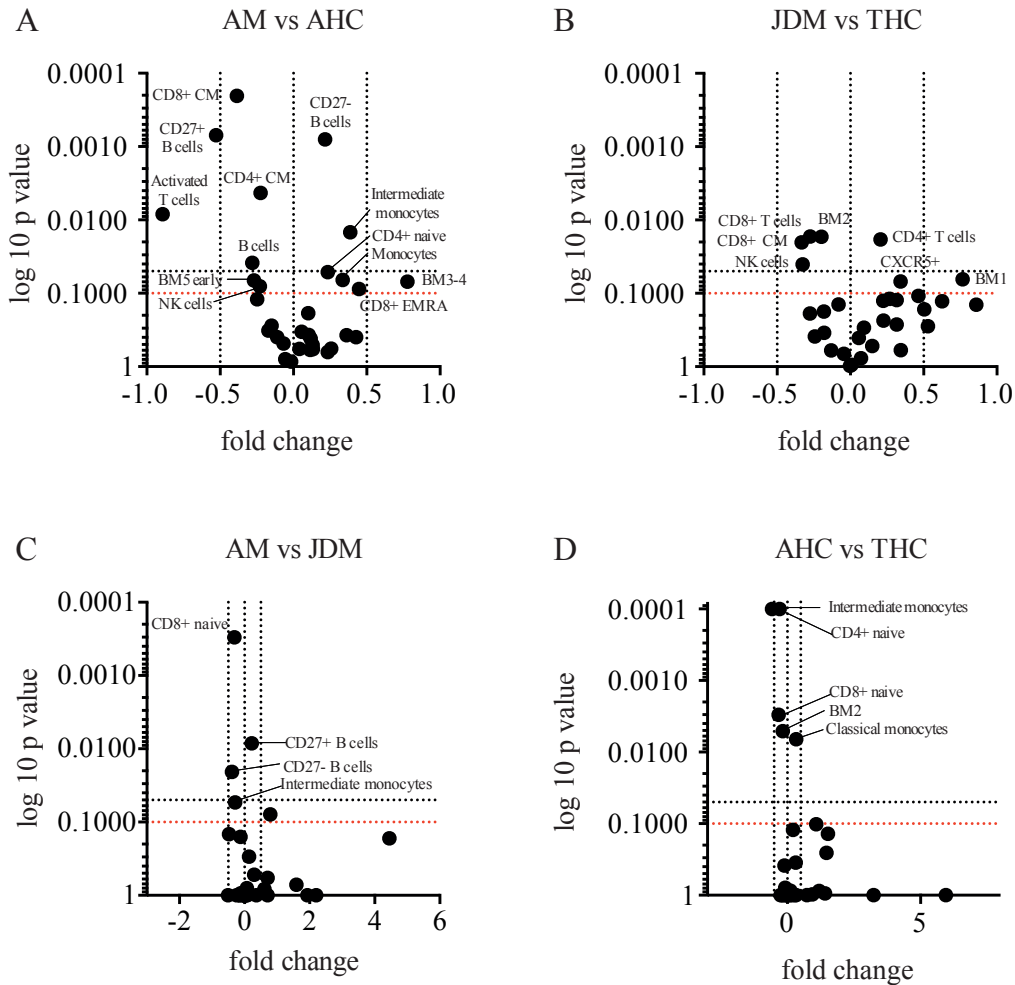 A
AM vs AHC
log 10 p value
0.0001
0.0010
0.0100
0.1000
1
CD8+ CM
CD27+
B cells
CD27-
B cells
Activated
T cells
CD4+ CM
Intermediate
monocytes
CD4+ naive
Monocytes
B cells
BM5 early
NK cells
BM3-4
CD8+ EMRA
-1.0
-0.5
0.0
0.5
1.0
fold change
B
JDM vs THC
log 10 p value
0.0001
0.0010
0.0100
0.1000
1
CD8+ T cells
BM2
CD8+ CM
CD4+ T cells
NK cells
CXCR5+
BM1
-1.0
-0.5
0.0
0.5
1.0
fold change
C
AM vs JDM
log 10 p value
0.0001
0.0010
0.0100
0.1000
1
CD8+ naive
CD27+ B cells
CD27- B cells
Intermediate monocytes
-2
0
2
4
6
fold change
D
AHC vs THC
log 10 p value
0.0001
0.0010
0.0100
0.1000
1
Intermediate monocytes
CD4+ naive
CD8+ naive
BM2
Classical monocytes
0
5
fold change